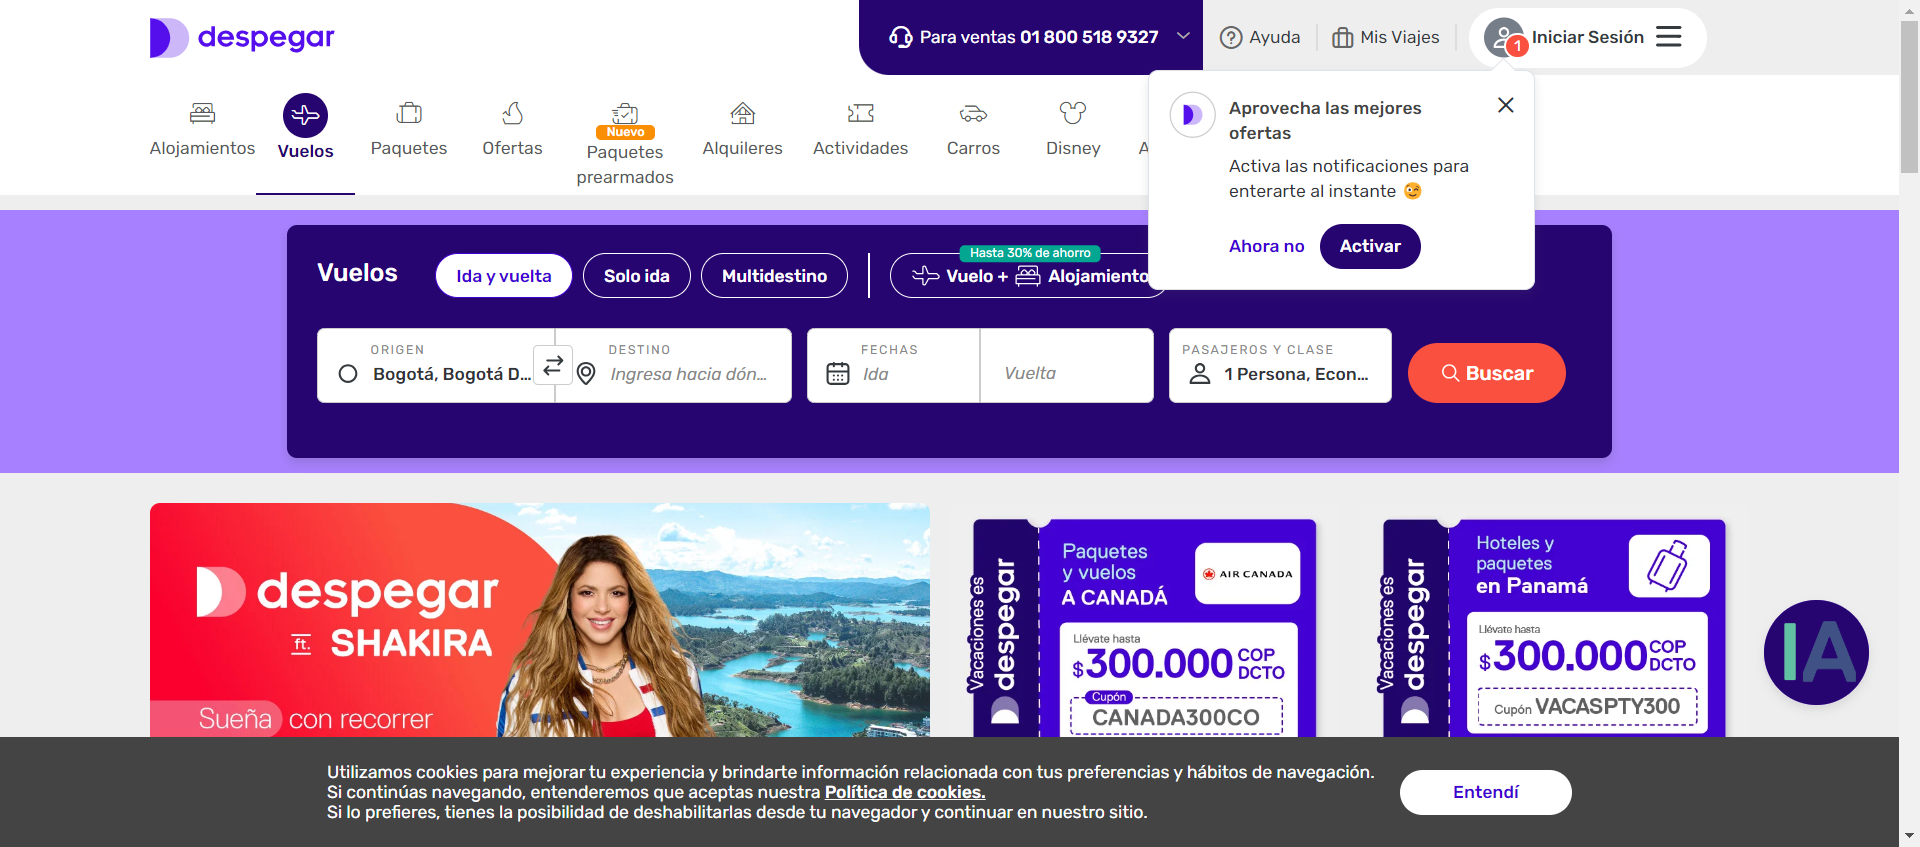 despegar
Para ventas 01 800 518 9327
Ayuda
Mis Viajes
1
Iniciar Sesión
Alojamientos
Vuelos
Paquetes
Ofertas
Nuevo
Paquetes
prearmados
Alquileres
Actividades
Carros
Disney
A
Aprovecha las mejores
ofertas
Activa las notificaciones para
enterarte al instante 😉
Ahora no
Activar
Vuelos
Ida y vuelta
Solo ida
Multidestino
Hasta 30% de ahorro
Vuelo + Alojamiento
ORIGEN
Bogotá, Bogotá D...
DESTINO
Ingresa hacia dón...
FECHAS
Ida
Vuelta
PASAJEROS Y CLASE
1 Persona, Econ...
Buscar
despegar
ft. SHAKIRA
Sueña con recorrer
Vacaciones es
despegar
Paquetes
y vuelos
A CANADÁ
AIR CANADA
Llévate hasta
$300.000 COP
DCTO
Cupón
CANADA300CO
Vacaciones es
despegar
Hoteles y
paquetes
en Panamá
Llévate hasta
$300.000 COP
DCTO
Cupón VACASPTY300
IA
Utilizamos cookies para mejorar tu experiencia y brindarte información relacionada con tus preferencias y hábitos de navegación.
Si continúas navegando, entenderemos que aceptas nuestra Política de cookies.
Si lo prefieres, tienes la posibilidad de deshabilitarlas desde tu navegador y continuar en nuestro sitio.
Entendí